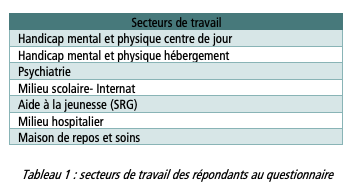 Secteurs de travail
Handicap mental et physique centre de jour
Handicap mental et physique hébergement
Psychiatrie
Milieu scolaire- Internat
Aide à la jeunesse (SRG)
Milieu hospitalier
Maison de repos et soins
Tableau 1 : secteurs de travail des répondants au questionnaire